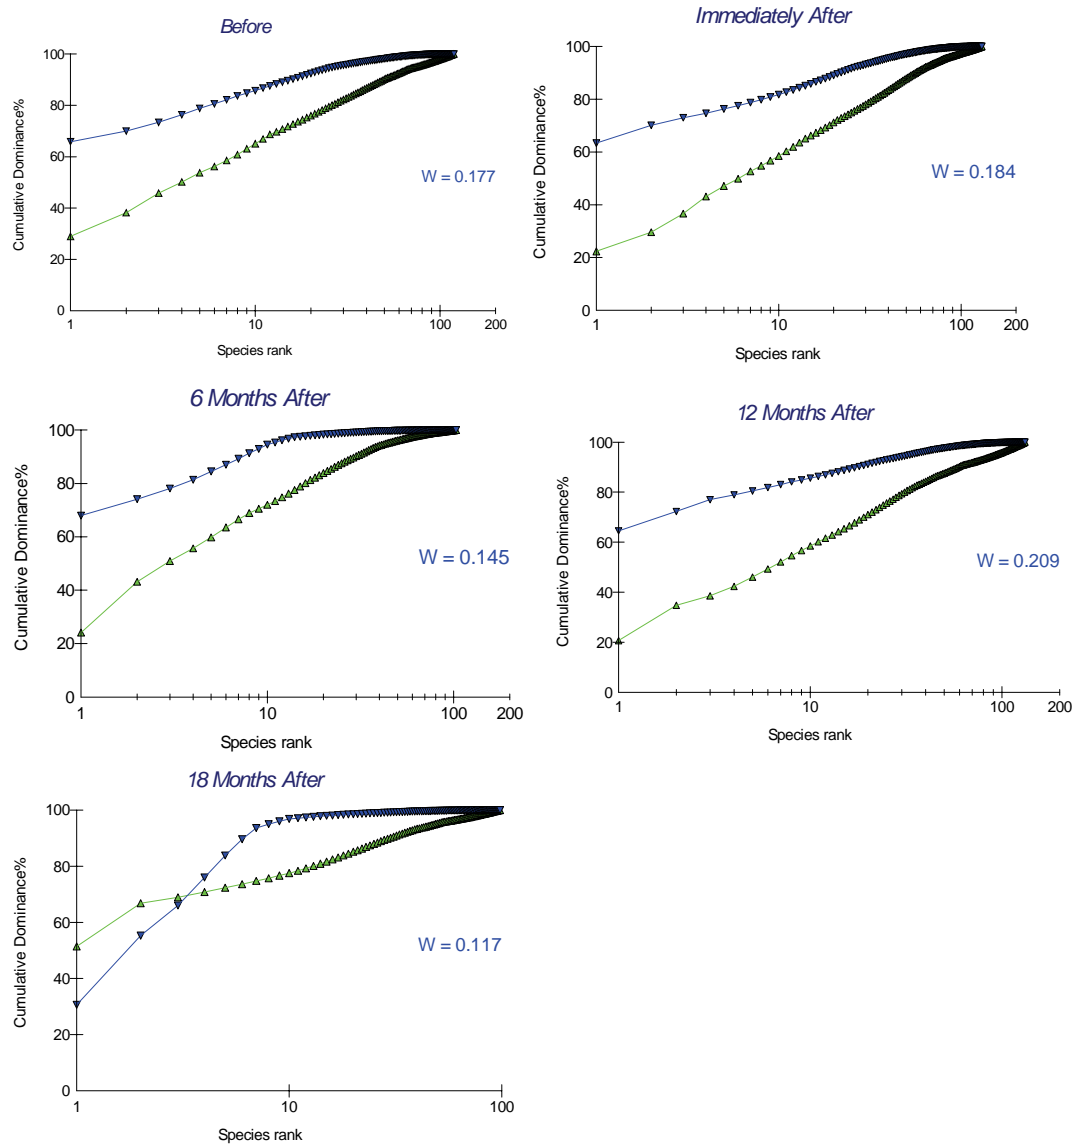 Before
Cumulative Dominance%
100
80
60
40
20
0
W = 0.177
1
10
100
200
Species rank
Immediately After
Cumulative Dominance%
100
80
60
40
20
0
W = 0.184
1
10
100
200
Species rank
6 Months After
Cumulative Dominance%
100
80
60
40
20
0
W = 0.145
1
10
100
200
Species rank
12 Months After
Cumulative Dominance%
100
80
60
40
20
0
W = 0.209
1
10
100
200
Species rank
18 Months After
Cumulative Dominance%
100
80
60
40
20
0
W = 0.117
1
10
100
Species rank